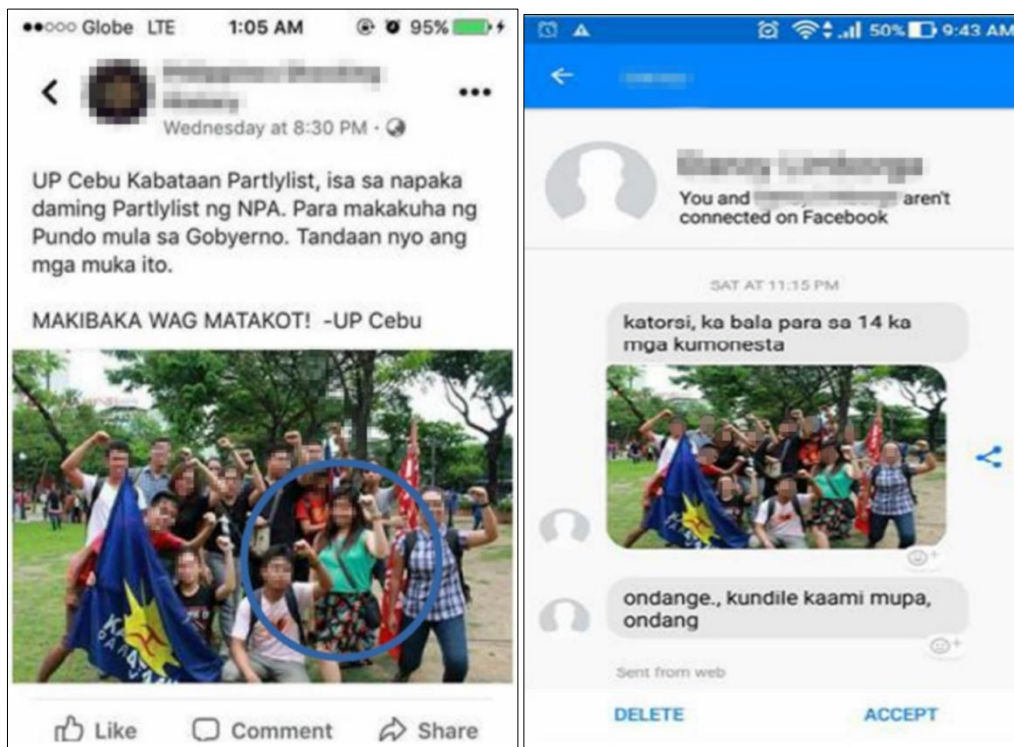 Globe LTE 1:05 AM 95%
Wednesday at 8:30 PM
UP Cebu Kabataan Partlylist, isa sa napaka
daming Partlylist ng NPA. Para makakuha ng
Pundo mula sa Gobyerno. Tandaan nyo ang
mga muka ito.
MAKIBAKA WAG MATAKOT! -UP Cebu
Like Comment Share
50% 9:43 AM
You and aren't
connected on Facebook
SAT AT 11:15 PM
katorsi, ka bala para sa 14 ka
mga kumonesta
ondange., kundile kaami mupa,
ondang
Sent from web
DELETE ACCEPT